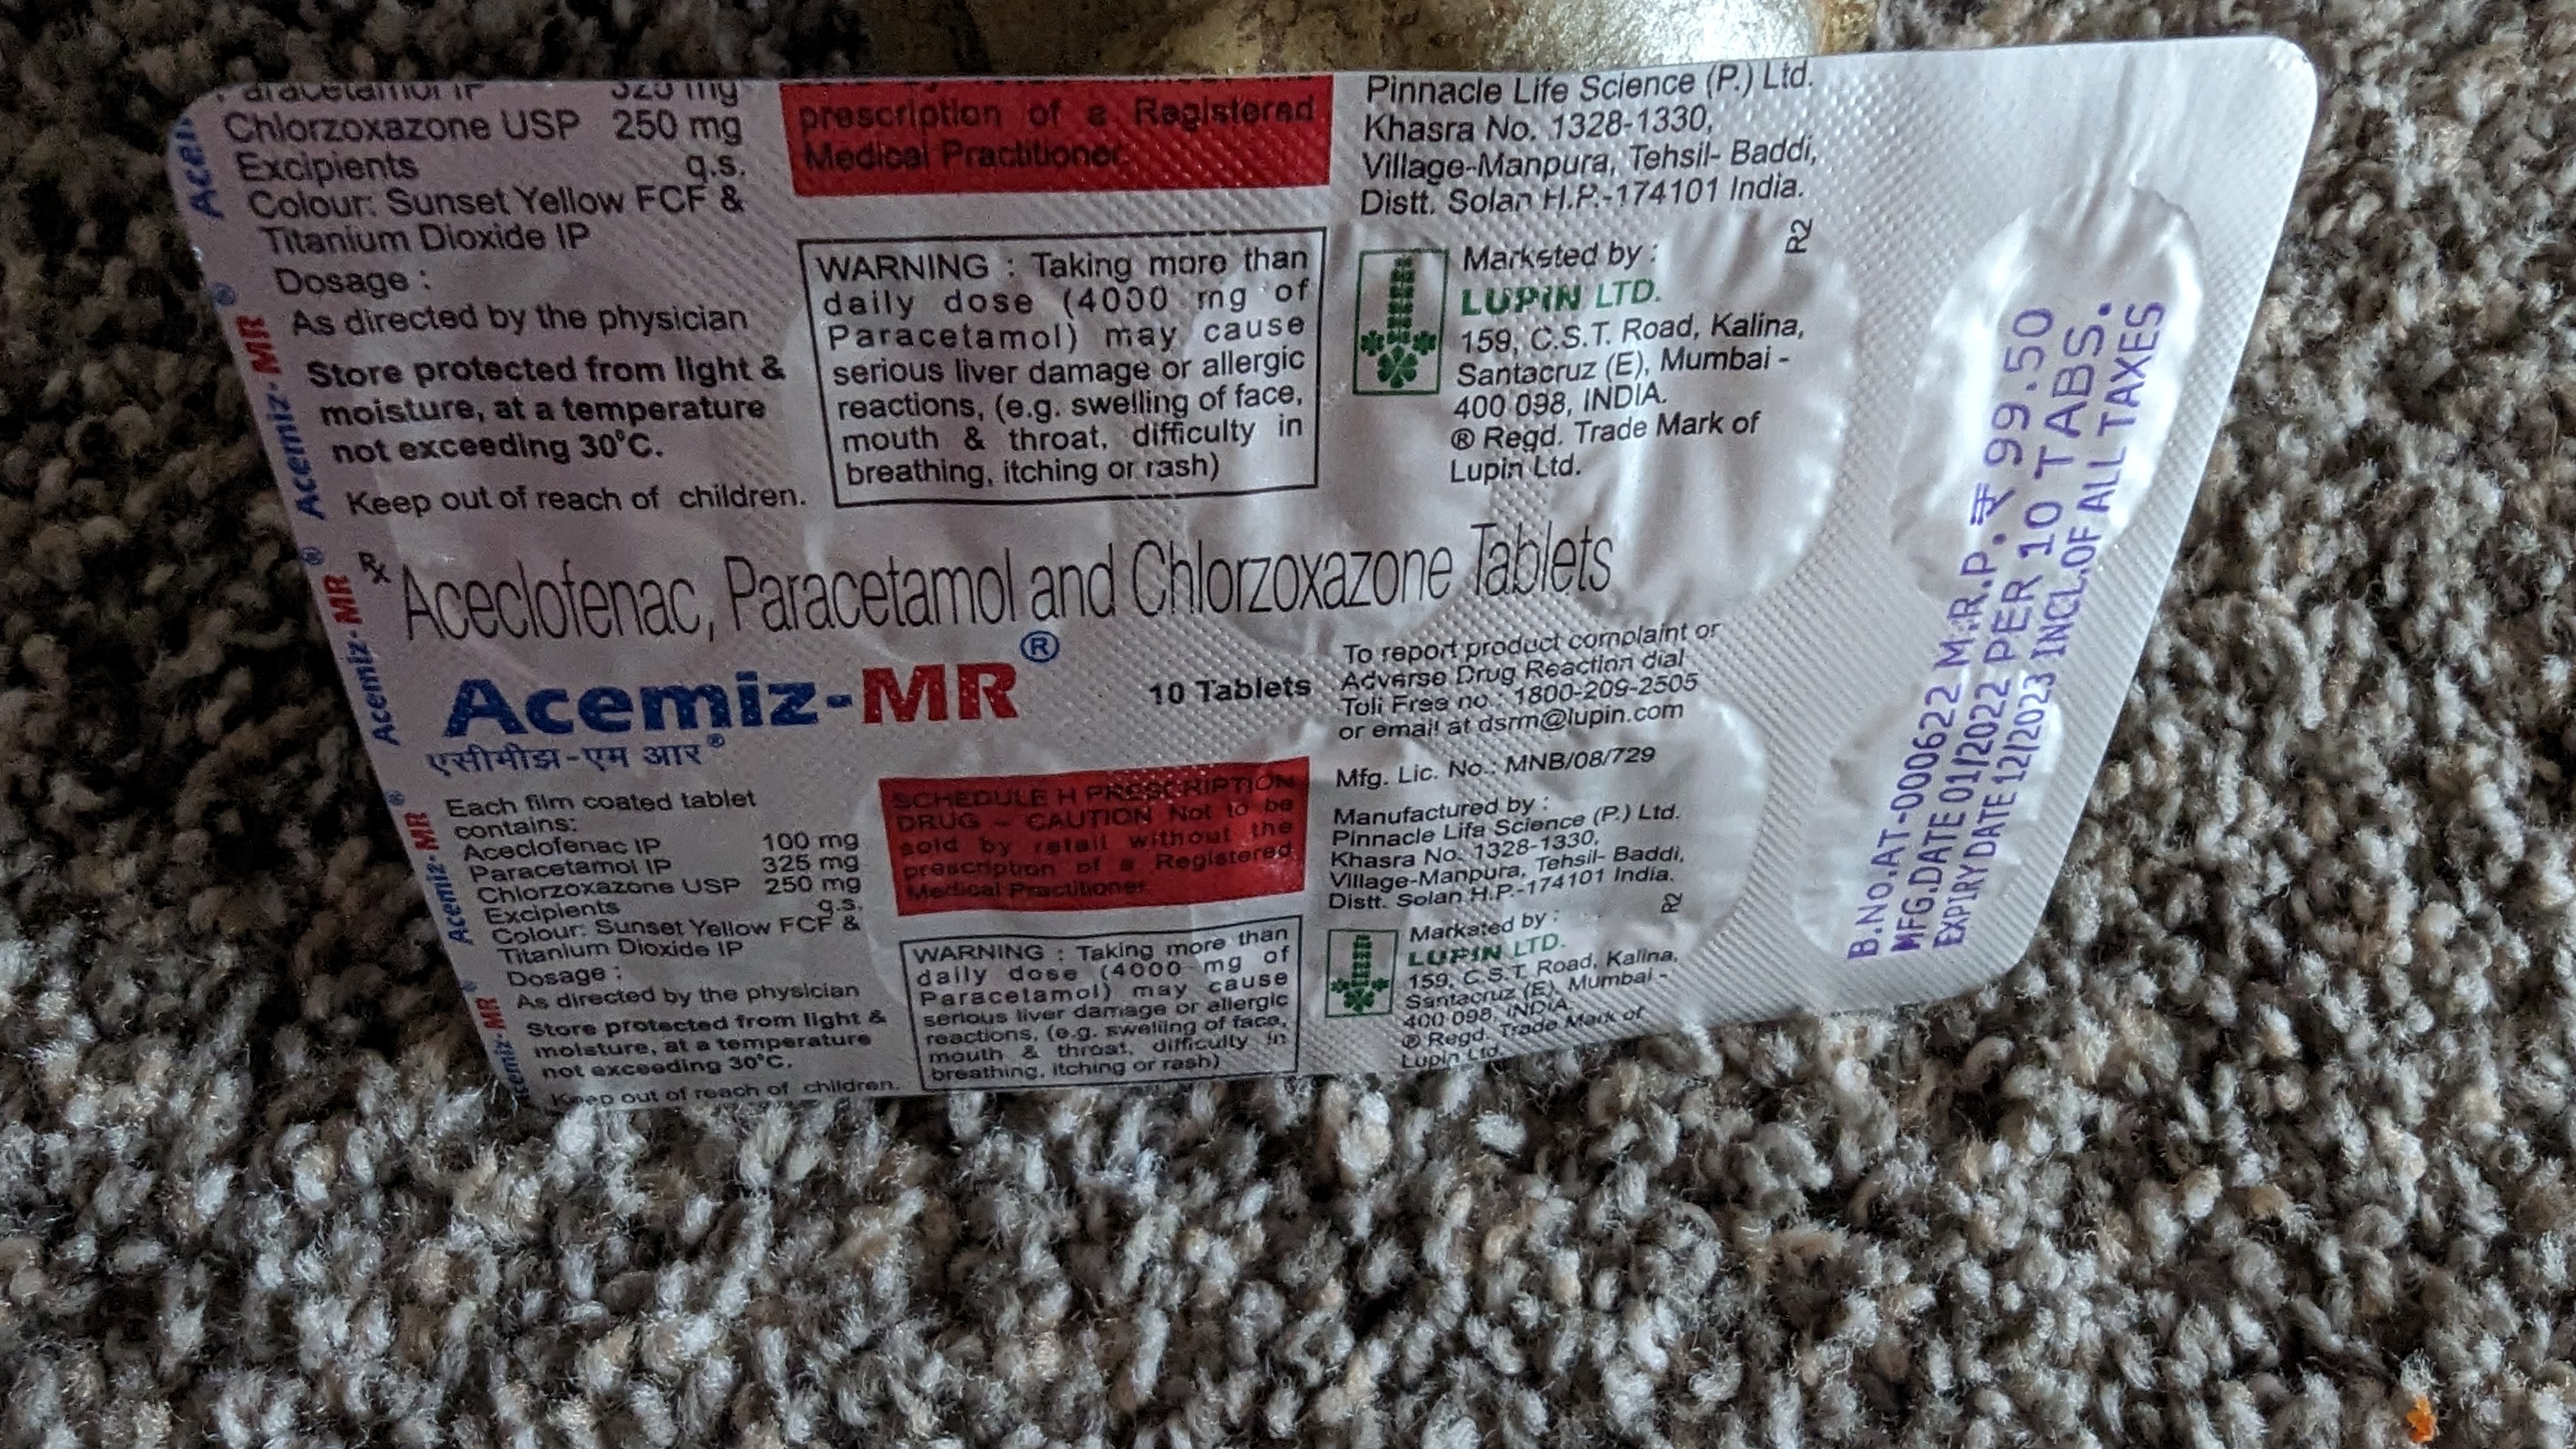 Paracetamol IP 325 mg
Chlorzoxazone USP 250 mg
Excipients q.s.
Colour: Sunset Yellow FCF &
Titanium Dioxide IP
Dosage :
As directed by the physician
Store protected from light &
moisture, at a temperature
not exceeding 30°C.
Keep out of reach of children.
prescription of a Registered
Medical Practitioner.
WARNING : Taking more than
daily dose (4000 mg of
Paracetamol) may cause
serious liver damage or allergic
reactions, (e.g. swelling of face,
mouth & throat, difficulty in
breathing, itching or rash)
Pinnacle Life Science (P.) Ltd.
Khasra No. 1328-1330,
Village-Manpura, Tehsil- Baddi,
Distt. Solan H.P.-174101 India.
R2
Marketed by :
LUPIN LTD.
159, C.S.T. Road, Kalina,
Santacruz (E), Mumbai -
400 098, INDIA.
® Regd. Trade Mark of
Lupin Ltd.
Rx Aceclofenac, Paracetamol and Chlorzoxazone Tablets
Acemiz-MR®
एसीमीझ-एम आर®
10 Tablets
To report product complaint or
Adverse Drug Reaction dial
Toll Free no.: 1800-209-2505
or email at dsrm@lupin.com
Each film coated tablet
contains:
Aceclofenac IP 100 mg
Paracetamol IP 325 mg
Chlorzoxazone USP 250 mg
Excipients q.s.
Colour: Sunset Yellow FCF &
Titanium Dioxide IP
Dosage :
As directed by the physician
Store protected from light &
moisture, at a temperature
not exceeding 30°C.
Keep out of reach of children.
SCHEDULE H PRESCRIPTION
DRUG - CAUTION Not to be
sold by retail without the
prescription of a Registered
Medical Practitioner.
WARNING : Taking more than
daily dose (4000 mg of
Paracetamol) may cause
serious liver damage or allergic
reactions, (e.g. swelling of face,
mouth & throat, difficulty in
breathing, itching or rash)
Mfg. Lic. No.: MNB/08/729
Manufactured by :
Pinnacle Life Science (P.) Ltd.
Khasra No. 1328-1330,
Village-Manpura, Tehsil- Baddi,
Distt. Solan H.P.-174101 India.
R2
Marketed by :
LUPIN LTD.
159, C.S.T. Road, Kalina,
Santacruz (E), Mumbai -
400 098, INDIA.
® Regd. Trade Mark of
Lupin Ltd.
Acemiz-MR®
Acemiz-MR®
Acemiz-MR®
B.No.AT-000622 M.R.P. ₹ 99.50
MFG.DATE 01/2022 PER 10 TABS.
EXPIRY DATE 12/2023 INCL.OF ALL TAXES